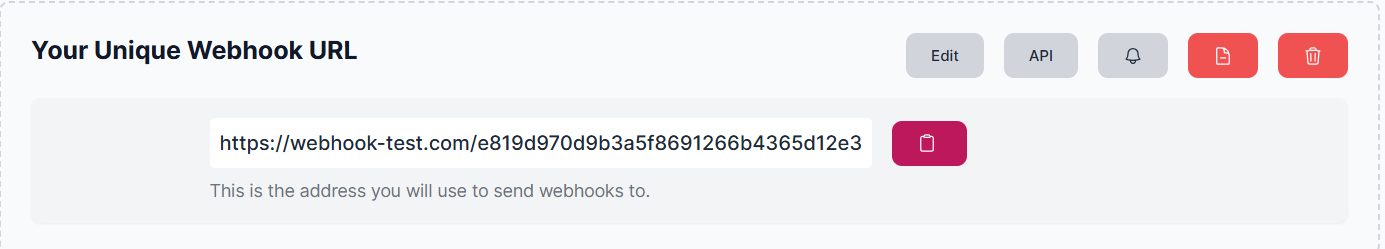 Your Unique Webhook URL
Edit
API
https://webhook-test.com/e819d970d9b3a5f8691266b4365d12e3
This is the address you will use to send webhooks to.